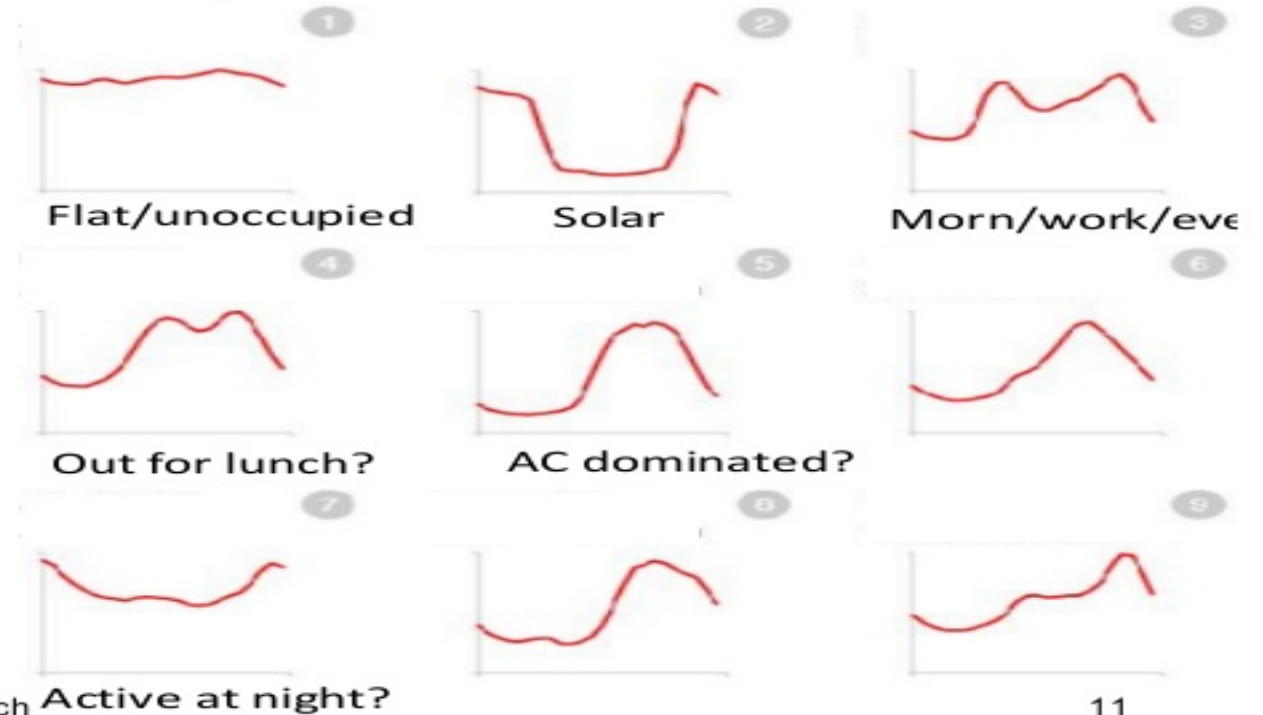 1
2
3
Flat/unoccupied
Solar
Morn/work/eve
4
5
6
Out for lunch?
AC dominated?
7
8
9
ch
Active at night?
11